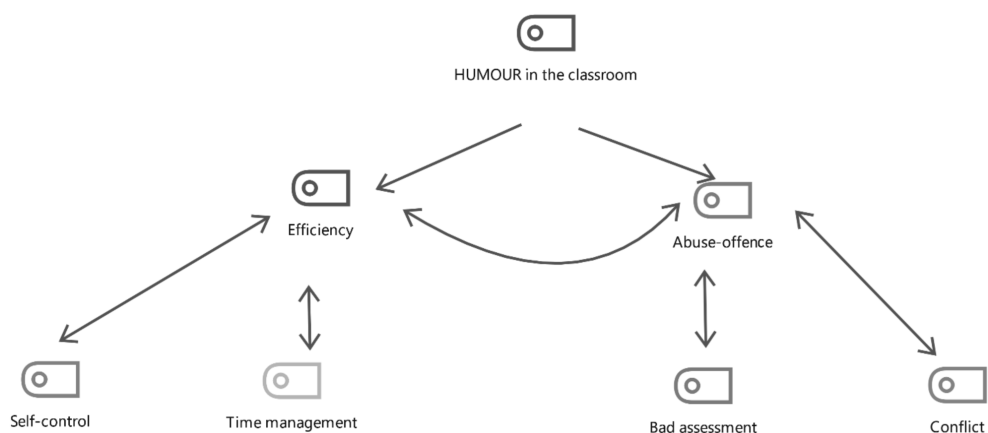 HUMOUR in the classroom
Efficiency
Abuse-offence
Self-control
Time management
Bad assessment
Conflict